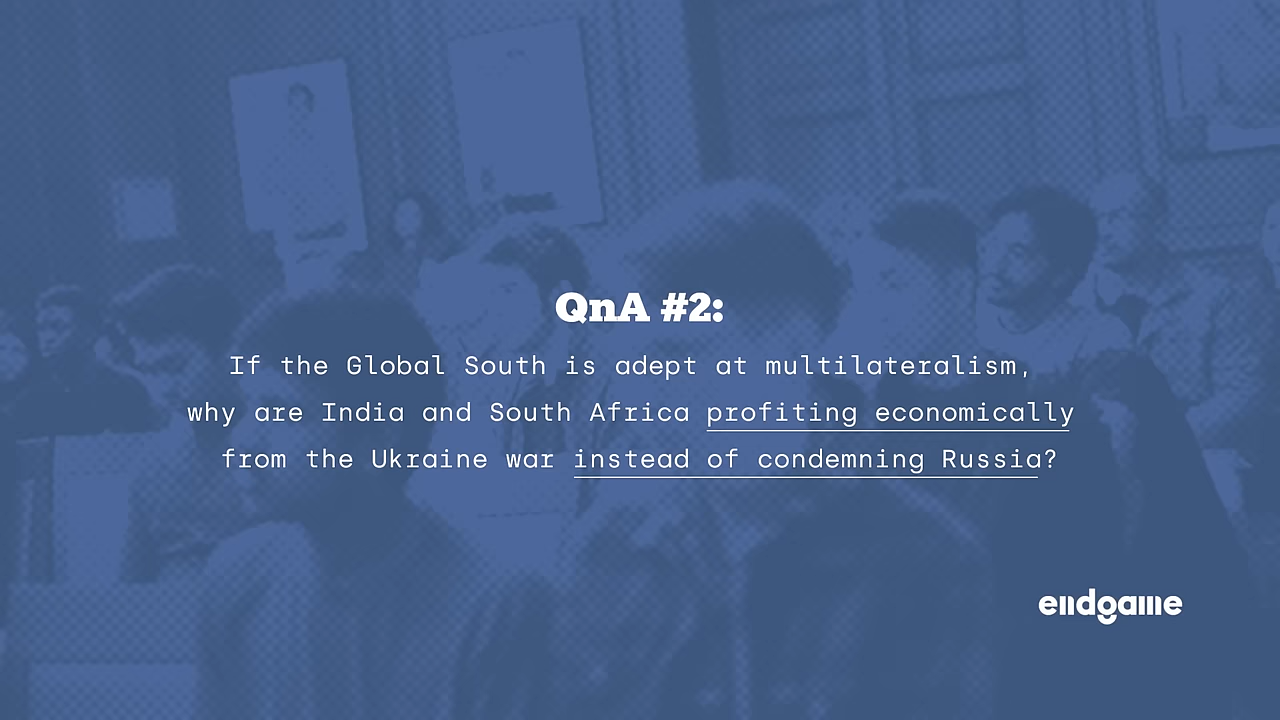 QnA #2:
If the Global South is adept at multilateralism,
why are India and South Africa profiting economically
from the Ukraine war instead of condemning Russia?
endgame